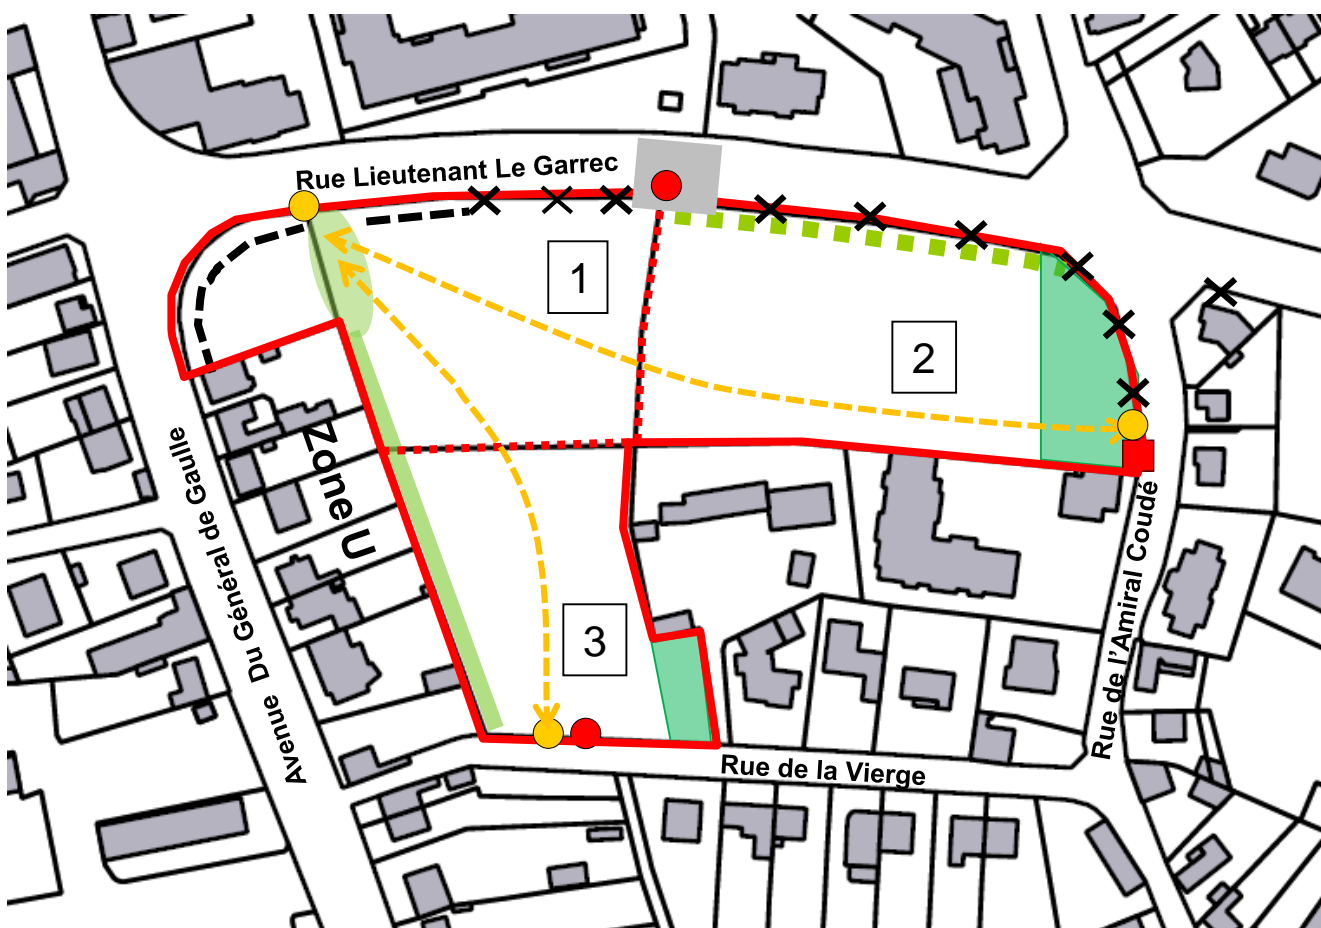 Rue Lieutenant Le Garrec
1
2
Zone U
Avenue Du Général de Gaulle
Rue de l'Amiral Coudé
3
Rue de la Vierge